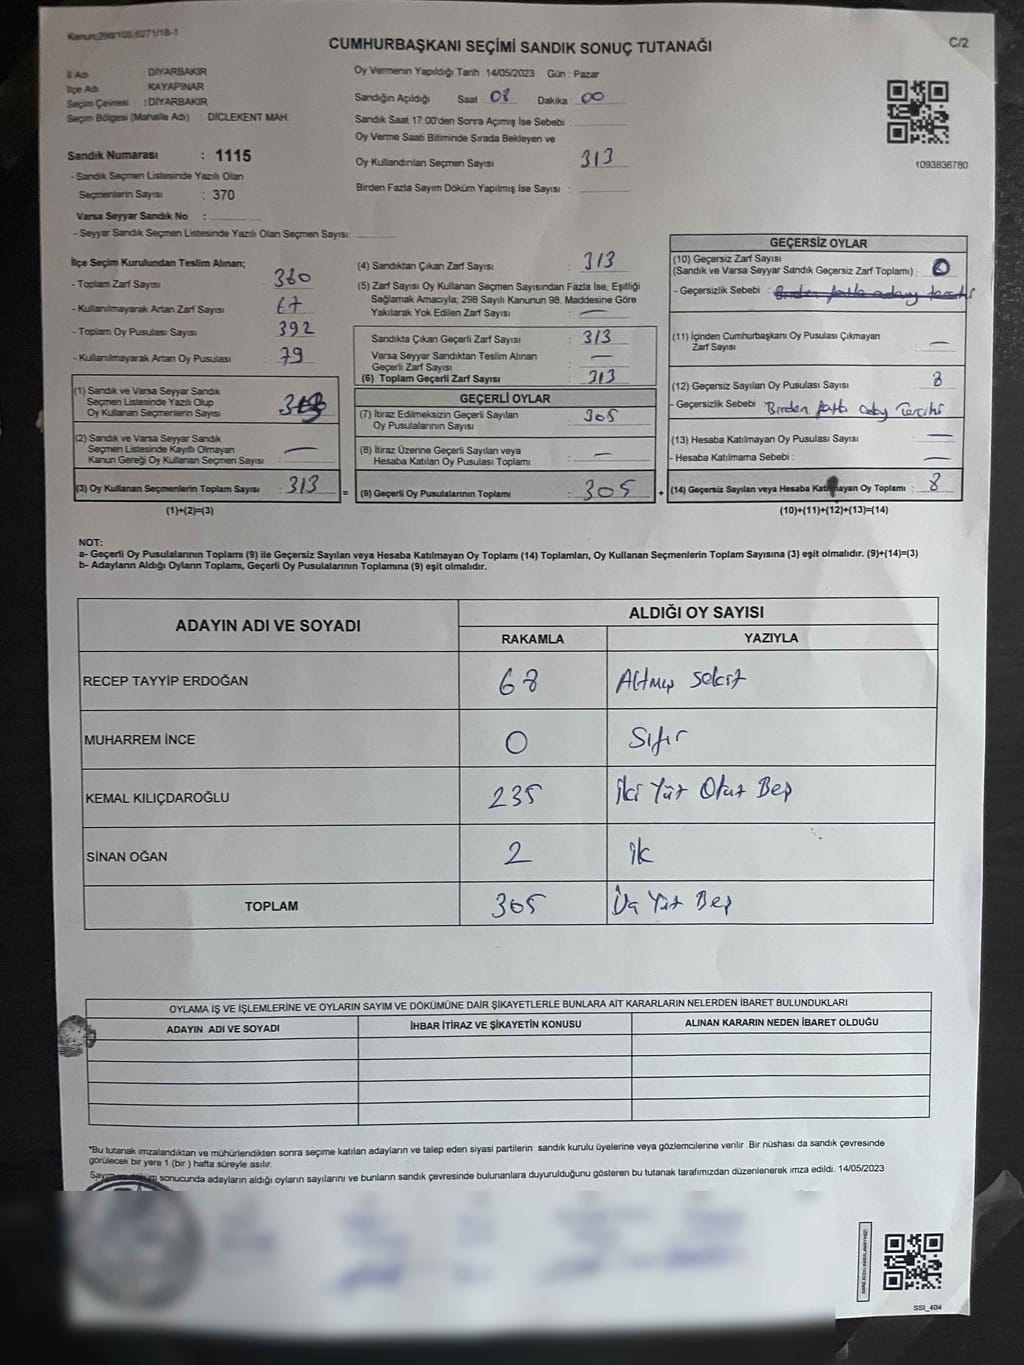 Kanun:298/108,6271/18-1
CUMHURBAŞKANI SEÇİMİ SANDIK SONUÇ TUTANAĞI
C/2
İl Adı DİYARBAKIR
İlçe Adı KAYAPINAR
Seçim Çevresi : DİYARBAKIR
Seçim Bölgesi (Mahalle Adı) DİCLEKENT MAH.
Sandık Numarası : 1115
- Sandık Seçmen Listesinde Yazılı Olan
Seçmenlerin Sayısı : 370
Varsa Seyyar Sandık No :
- Seyyar Sandık Seçmen Listesinde Yazılı Olan Seçmen Sayısı:
Oy Vermenin Yapıldığı Tarih 14/05/2023 Gün : Pazar
Sandığın Açıldığı Saat 08 Dakika : 00
Sandık Saat 17.00'den Sonra Açımış İse Sebebi :
Oy Verme Saati Bitiminde Sırada Bekleyen ve
Oy Kullandırılan Seçmen Sayısı 313
Birden Fazla Sayım Döküm Yapılmış İse Sayısı :
1093836780
İlçe Seçim Kurulundan Teslim Alınan;
- Toplam Zarf Sayısı : 380
- Kullanılmayarak Artan Zarf Sayısı : 67
- Toplam Oy Pusulası Sayısı : 392
- Kullanılmayarak Artan Oy Pusulası : 79
(1) Sandık ve Varsa Seyyar Sandık
Seçmen Listesinde Yazılı Olup
Oy Kullanan Seçmenlerin Sayısı :
(2) Sandık ve Varsa Seyyar Sandık
Seçmen Listesinde Kayıtlı Olmayan
Kanun Gereği Oy Kullanan Seçmen Sayısı : —
(3) Oy Kullanan Seçmenlerin Toplam Sayısı : 313
(1)+(2)=(3)
=
(4) Sandıktan Çıkan Zarf Sayısı : 313
(5) Zarf Sayısı Oy Kullanan Seçmen Sayısından Fazla İse, Eşitliği
Sağlamak Amacıyla; 298 Sayılı Kanunun 98. Maddesine Göre
Yakılarak Yok Edilen Zarf Sayısı : —
Sandıkta Çıkan Geçerli Zarf Sayısı : 313
Varsa Seyyar Sandıktan Teslim Alınan
Geçerli Zarf Sayısı : —
(6) Toplam Geçerli Zarf Sayısı : 313
GEÇERLİ OYLAR
(7) İtiraz Edilmeksizin Geçerli Sayılan
Oy Pusulalarının Sayısı : 305
(8) İtiraz Üzerine Geçerli Sayılan veya
Hesaba Katılan Oy Pusulası Toplamı : —
(9) Geçerli Oy Pusulalarının Toplamı : 305
+
GEÇERSİZ OYLAR
(10) Geçersiz Zarf Sayısı
(Sandık ve Varsa Seyyar Sandık Geçersiz Zarf Toplamı) : 0
- Geçersizlik Sebebi : Birden fazla aday tercihi
(11) İçinden Cumhurbaşkanı Oy Pusulası Çıkmayan
Zarf Sayısı : —
(12) Geçersiz Sayılan Oy Pusulası Sayısı : 8
- Geçersizlik Sebebi Birden fazla aday Tercihi
(13) Hesaba Katılmayan Oy Pusulası Sayısı : —
- Hesaba Katılmama Sebebi : —
(14) Geçersiz Sayılan veya Hesaba Katılmayan Oy Toplamı : 8
(10)+(11)+(12)+(13)=(14)
NOT:
a- Geçerli Oy Pusulalarının Toplamı (9) ile Geçersiz Sayılan veya Hesaba Katılmayan Oy Toplamı (14) Toplamları, Oy Kullanan Seçmenlerin Toplam Sayısına (3) eşit olmalıdır. (9)+(14)=(3)
b- Adayların Aldığı Oyların Toplamı, Geçerli Oy Pusulalarının Toplamına (9) eşit olmalıdır.
ADAYIN ADI VE SOYADI
ALDIĞI OY SAYISI
RAKAMLA YAZIYLA
RECEP TAYYİP ERDOĞAN 68 Altmış Sekiz
MUHARREM İNCE 0 Sıfır
KEMAL KILIÇDAROĞLU 235 İki Yüz Otuz Beş
SİNAN OĞAN 2 İki
TOPLAM 305 Üç Yüz Beş
OYLAMA İŞ VE İŞLEMLERİNE VE OYLARIN SAYIM VE DÖKÜMÜNE DAİR ŞİKAYETLERLE BUNLARA AİT KARARLARIN NELERDEN İBARET BULUNDUKLARI
ADAYIN ADI VE SOYADI İHBAR İTİRAZ VE ŞİKAYETİN KONUSU ALINAN KARARIN NEDEN İBARET OLDUĞU
*Bu tutanak imzalandıktan ve mühürlendikten sonra seçime katılan adayların ve talep eden siyasi partilerin sandık kurulu üyelerine veya gözlemcilerine verilir Bir nüshası da sandık çevresinde
görülecek bir yere 1 (bir ) hafta süreyle asılır.
Sayım döküm sonucunda adayların aldığı oyların sayılarını ve bunların sandık çevresinde bulunanlara duyurulduğunu gösteren bu tutanak tarafımızdan düzenlenerek imza edildi. 14/05/2023
SSI_404